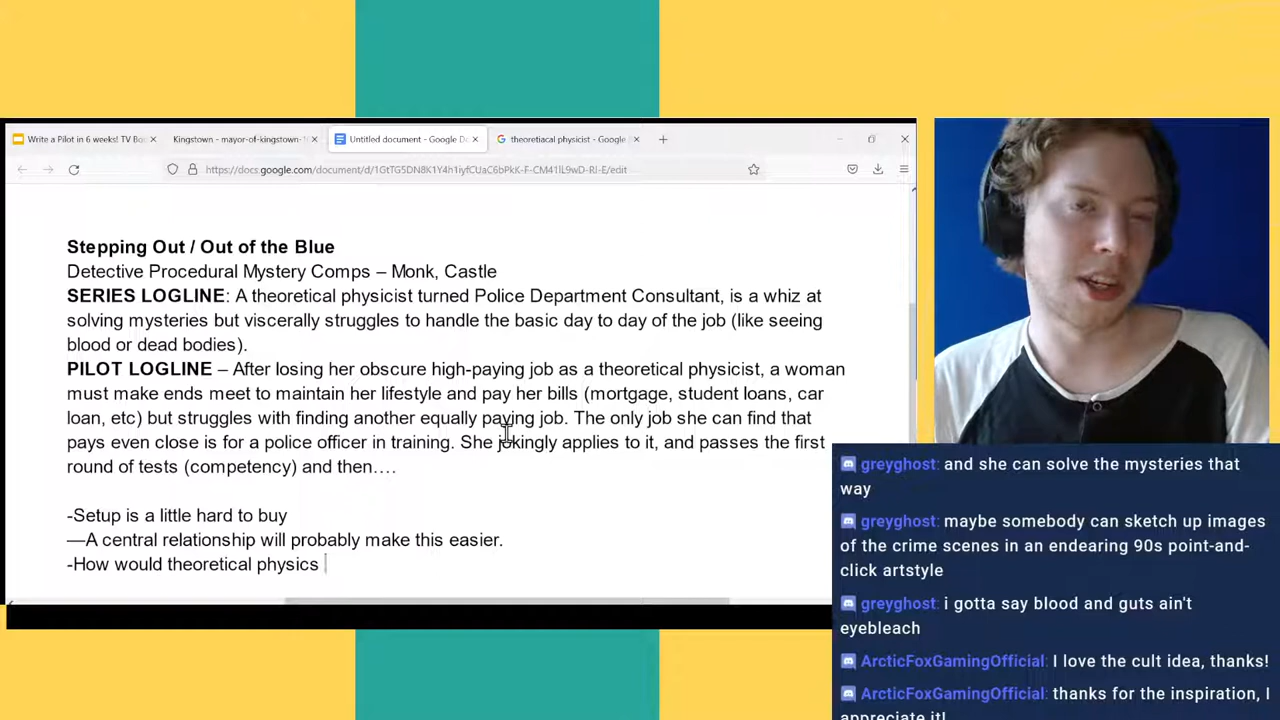 Write a Pilot in 6 weeks! TV Bo
Kingstown - mayor-of-kingstown-
Untitled document - Google D
theoretiacal physicist - Google
https://docs.google.com/document/d/1GtTG5DN8K1Y4h1iyfCUaC6bPkK-F-CM41lL9wD-RJ-E/edit
Stepping Out / Out of the Blue
Detective Procedural Mystery Comps – Monk, Castle
SERIES LOGLINE: A theoretical physicist turned Police Department Consultant, is a whiz at
solving mysteries but viscerally struggles to handle the basic day to day of the job (like seeing
blood or dead bodies).
PILOT LOGLINE – After losing her obscure high-paying job as a theoretical physicist, a woman
must make ends meet to maintain her lifestyle and pay her bills (mortgage, student loans, car
loan, etc) but struggles with finding another equally paying job. The only job she can find that
pays even close is for a police officer in training. She jokingly applies to it, and passes the first
round of tests (competency) and then….
-Setup is a little hard to buy
—A central relationship will probably make this easier.
-How would theoretical physics
greyghost: and she can solve the mysteries that
way
greyghost: maybe somebody can sketch up images
of the crime scenes in an endearing 90s point-and-
click artstyle
greyghost: i gotta say blood and guts ain't
eyebleach
ArcticFoxGamingOfficial: I love the cult idea, thanks!
ArcticFoxGamingOfficial: thanks for the inspiration, I
appreciate it!